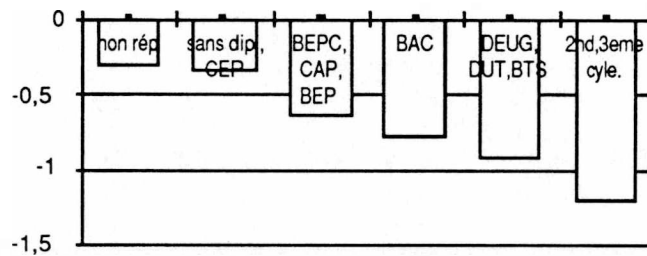 0
-0,5
-1
-1,5
non rép
sans dipl,
CEP
BEPC,
CAP,
BEP
BAC
DEUG,
DUT,BTS
2nd,3eme
cyle.